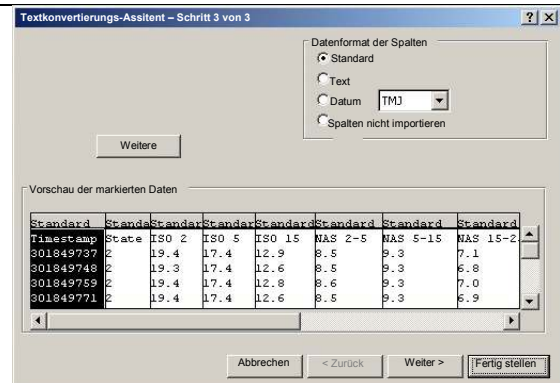 Textkonvertierungs-Assitent – Schritt 3 von 3
Datenformat der Spalten
Standard
Text
Datum TMJ
Spalten nicht importieren
Weitere
Vorschau der markierten Daten
Standard Standa Standar Standar Standard Standard Standard Standard
Timestamp State ISO 2 ISO 5 ISO 15 NAS 2-5 NAS 5-15 NAS 15-2
301849737 2 19.4 17.4 12.9 8.5 9.3 7.1
301849748 2 19.3 17.4 12.6 8.5 9.3 6.8
301849759 2 19.4 17.4 12.8 8.6 9.3 7.0
301849771 2 19.4 17.4 12.6 8.5 9.3 6.9
Abbrechen < Zurück Weiter > Fertig stellen